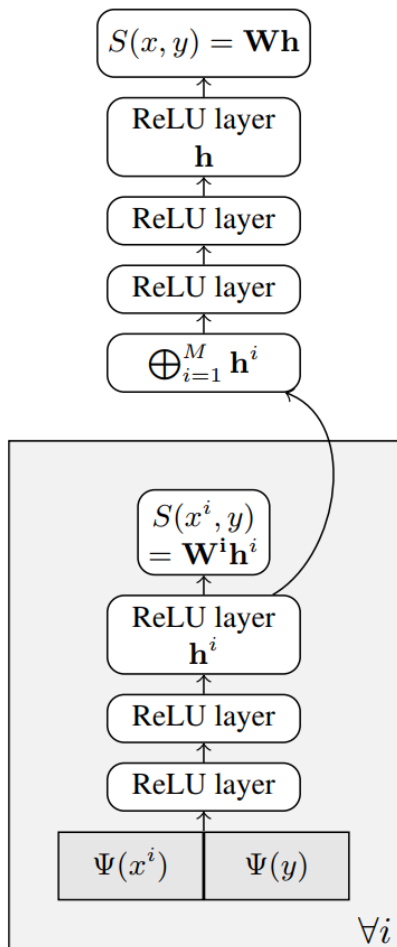 S(x, y) = Wh
ReLU layer
h
ReLU layer
ReLU layer
⨁_{i=1}^{M} h^i
S(x^i, y)
= W^i h^i
ReLU layer
h^i
ReLU layer
ReLU layer
Ψ(x^i) Ψ(y)
∀i